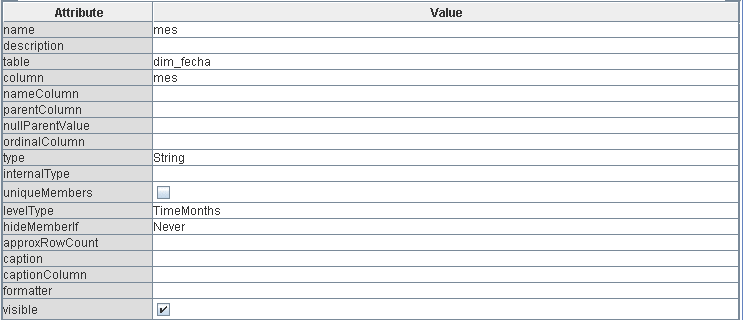 Attribute Value
name mes
description
table dim_fecha
column mes
nameColumn
parentColumn
nullParentValue
ordinalColumn
type String
internalType
uniqueMembers
levelType TimeMonths
hideMemberIf Never
approxRowCount
caption
captionColumn
formatter
visible